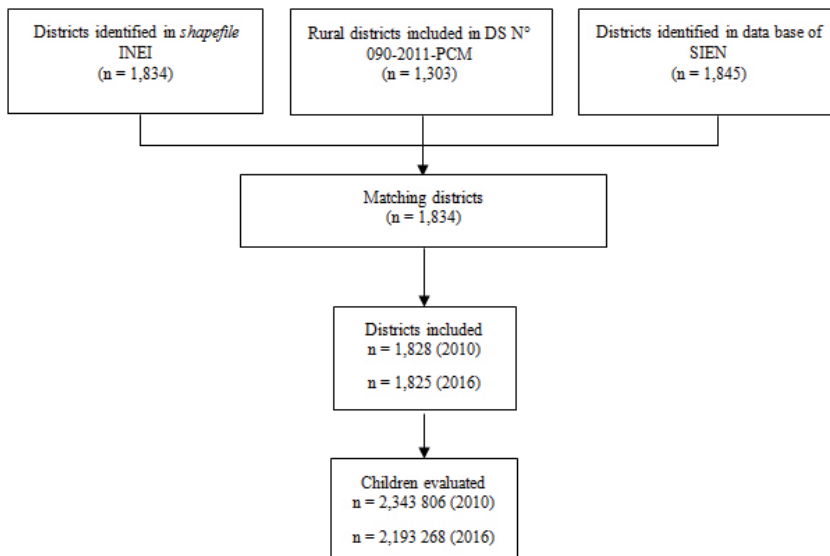 Districts identified in shapefile
INEI
(n = 1,834)
Rural districts included in DS N°
090-2011-PCM
(n = 1,303)
Districts identified in data base of
SIEN
(n = 1,845)
Matching districts
(n = 1,834)
Districts included
n = 1,828 (2010)
n = 1,825 (2016)
Children evaluated
n = 2,343 806 (2010)
n = 2,193 268 (2016)